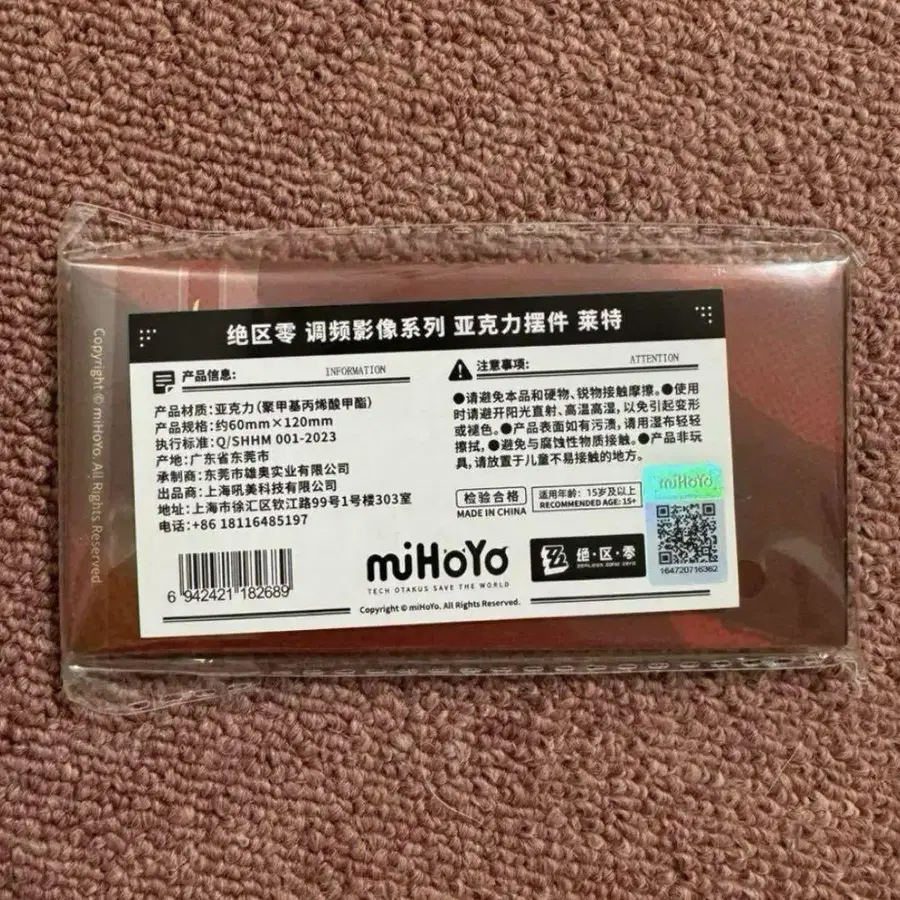 绝区零 调频影像系列 亚克力摆件 莱特
产品信息: INFORMATION
产品材质:亚克力(聚甲基丙烯酸甲酯)
产品规格:约60mm×120mm
执行标准:Q/SHHM 001-2023
产地:广东省东莞市
承制商:东莞市雄奥实业有限公司
出品商:上海吼美科技有限公司
地址:上海市徐汇区钦江路99号1号楼303室
电话:+86 18116485197
6 942421 182689
注意事项: ATTENTION
●请避免本品和硬物、锐物接触摩擦。●使用
时请避开阳光直射、高温高湿,以免引起变形
或褪色。●产品表面如有污渍,请用湿布轻轻
擦拭,●避免与腐蚀性物质接触。●产品非玩
具,请放置于儿童不易接触的地方。
检验合格
MADE IN CHINA
适用年龄:15岁及以上
RECOMMENDED AGE: 15+
miHoYo
TECH OTAKUS SAVE THE WORLD
绝·区·零
ZENLESS ZONE ZERO
Copyright © miHoYo. All Rights Reserved.
miHoYo
164720716362
Copyright © miHoYo. All Rights Reserved.